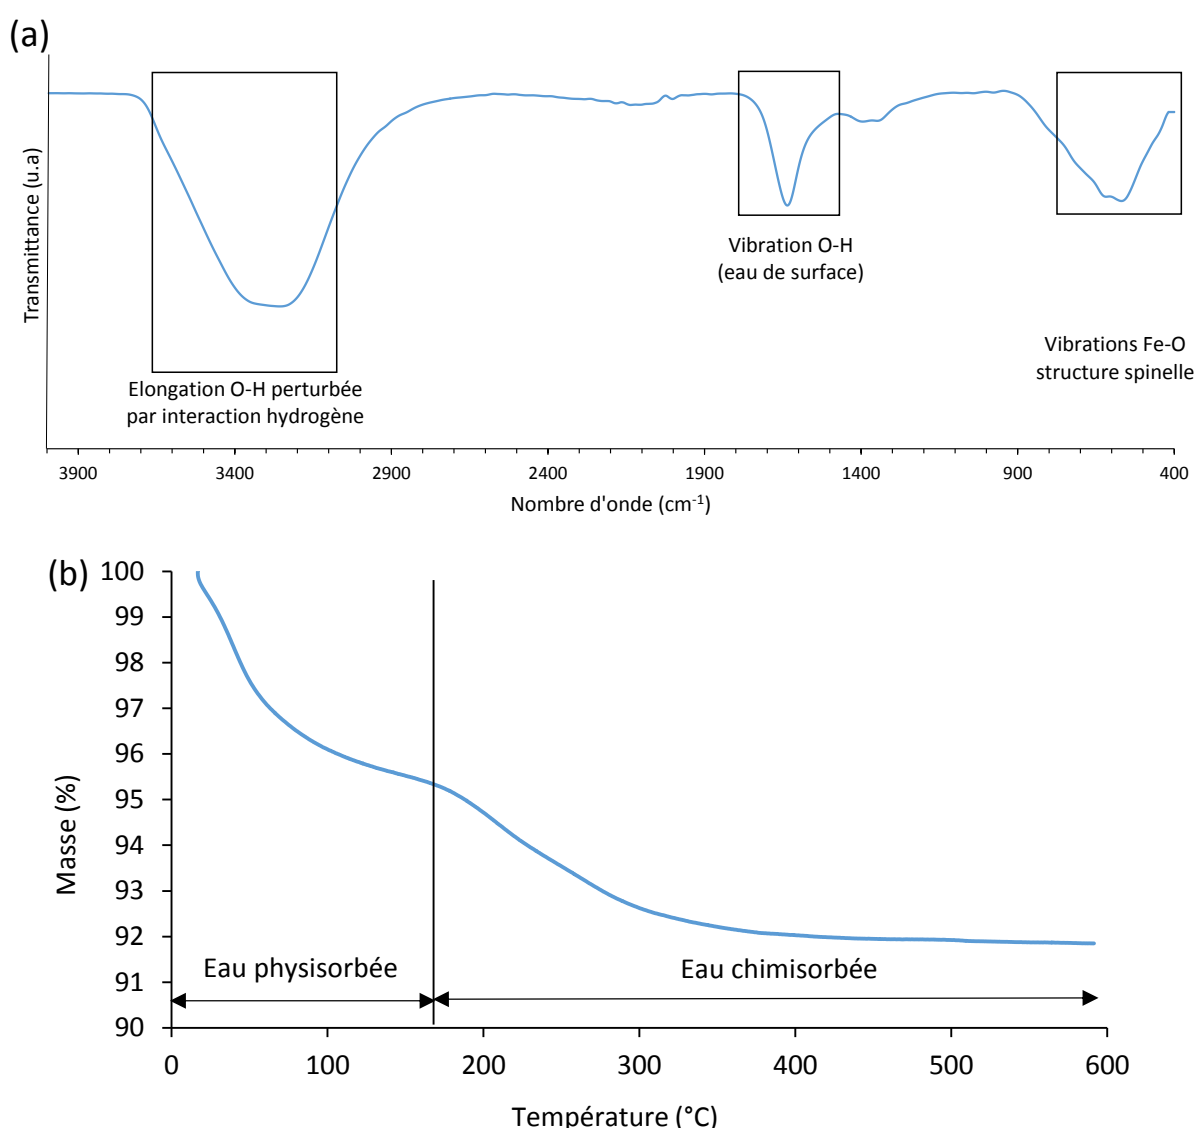 (a)
Transmittance (u.a)
Vibration O-H
(eau de surface)
Vibrations Fe-O
structure spinelle
Elongation O-H perturbée
par interaction hydrogène
3900 3400 2900 2400 1900 1400 900 400
Nombre d'onde (cm⁻¹)
(b)
Masse (%)
100
99
98
97
96
95
94
93
92
91
90
Eau physisorbée
Eau chimisorbée
0 100 200 300 400 500 600
Température (°C)